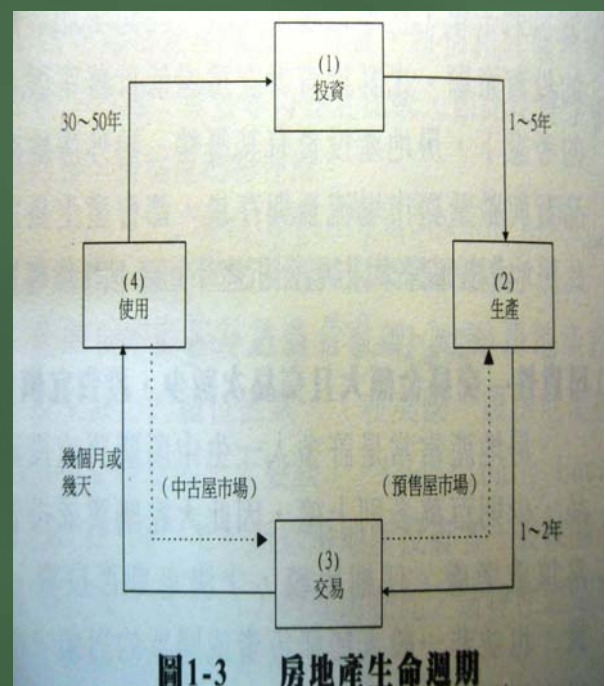 (1)
投資
30～50年
1～5年
(4)
使用
(2)
生產
幾個月或
幾天
(中古屋市場)
(預售屋市場)
1～2年
(3)
交易
圖1-3 房地產生命週期